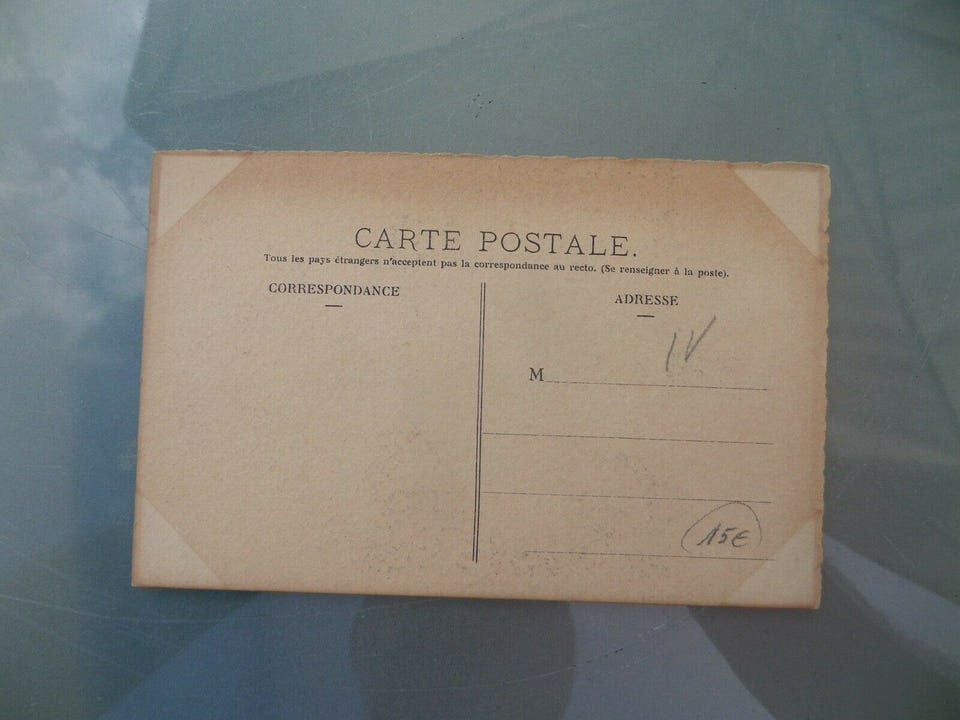 CARTE POSTALE.
Tous les pays étrangers n'acceptent pas la correspondance au recto. (Se renseigner à la poste).
CORRESPONDANCE
ADRESSE
IV
M
15€